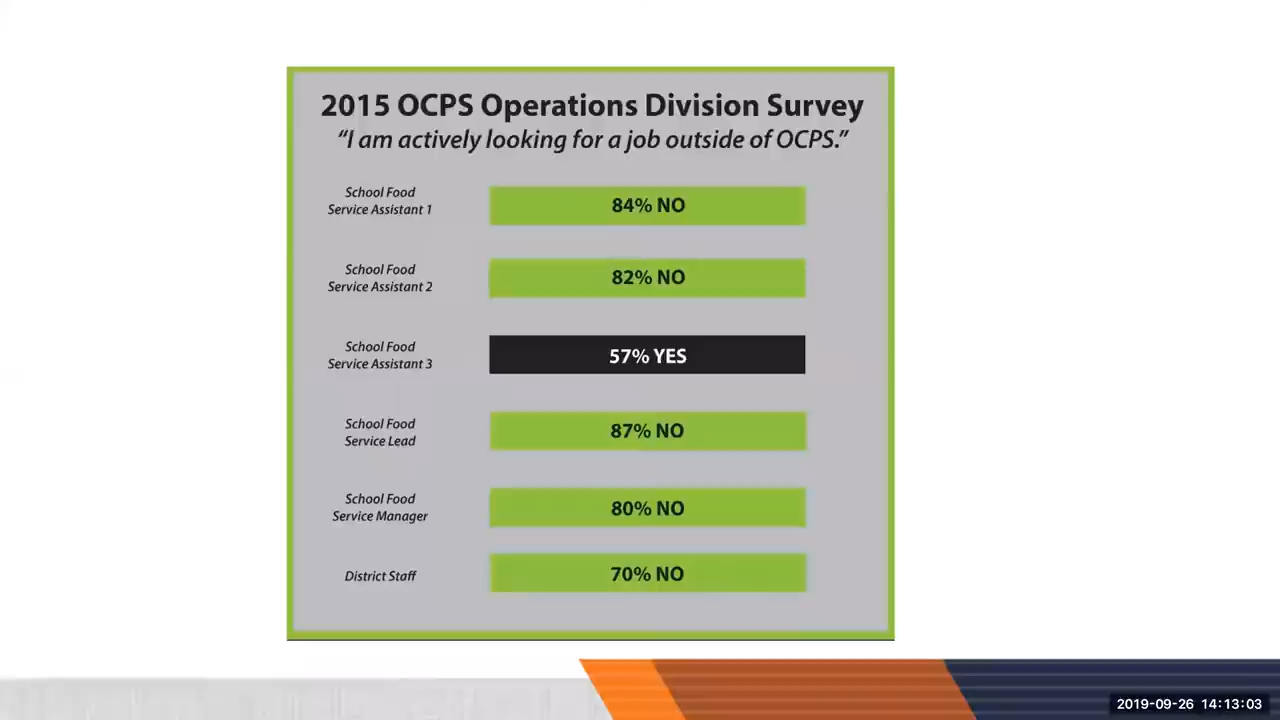 2015 OCPS Operations Division Survey
“I am actively looking for a job outside of OCPS.”
School Food
Service Assistant 1
84% NO
School Food
Service Assistant 2
82% NO
School Food
Service Assistant 3
57% YES
School Food
Service Lead
87% NO
School Food
Service Manager
80% NO
District Staff
70% NO
2019-09-26 14:13:03